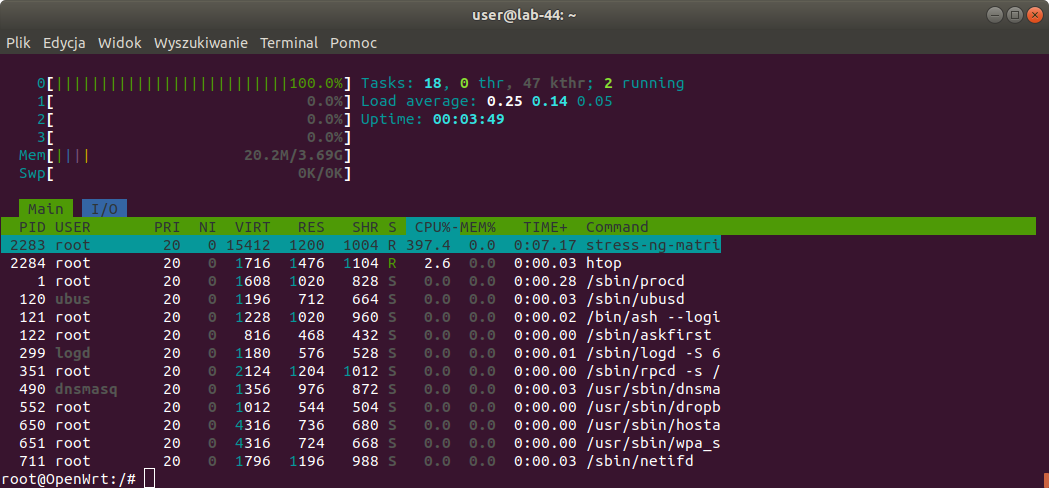 user@lab-44: ~
Plik Edycja Widok Wyszukiwanie Terminal Pomoc
0[||||||||||||||||||||||||||100.0%] Tasks: 18, 0 thr, 47 kthr; 2 running
1[ 0.0%] Load average: 0.25 0.14 0.05
2[ 0.0%] Uptime: 00:03:49
3[ 0.0%]
Mem[|||| 20.2M/3.69G]
Swp[ 0K/0K]
Main I/O
PID USER PRI NI VIRT RES SHR S CPU%-MEM% TIME+ Command
2283 root 20 0 15412 1200 1004 R 397.4 0.0 0:07.17 stress-ng-matri
2284 root 20 0 1716 1476 1104 R 2.6 0.0 0:00.03 htop
1 root 20 0 1608 1020 828 S 0.0 0.0 0:00.28 /sbin/procd
120 ubus 20 0 1196 712 664 S 0.0 0.0 0:00.03 /sbin/ubusd
121 root 20 0 1228 1020 960 S 0.0 0.0 0:00.02 /bin/ash --logi
122 root 20 0 816 468 432 S 0.0 0.0 0:00.00 /sbin/askfirst
299 logd 20 0 1180 576 528 S 0.0 0.0 0:00.01 /sbin/logd -S 6
351 root 20 0 2124 1204 1012 S 0.0 0.0 0:00.00 /sbin/rpcd -s /
490 dnsmasq 20 0 1356 976 872 S 0.0 0.0 0:00.03 /usr/sbin/dnsma
552 root 20 0 1012 544 504 S 0.0 0.0 0:00.00 /usr/sbin/dropb
650 root 20 0 4316 736 680 S 0.0 0.0 0:00.00 /usr/sbin/hosta
651 root 20 0 4316 724 668 S 0.0 0.0 0:00.00 /usr/sbin/wpa_s
711 root 20 0 1796 1196 988 S 0.0 0.0 0:00.03 /sbin/netifd
root@OpenWrt:/#